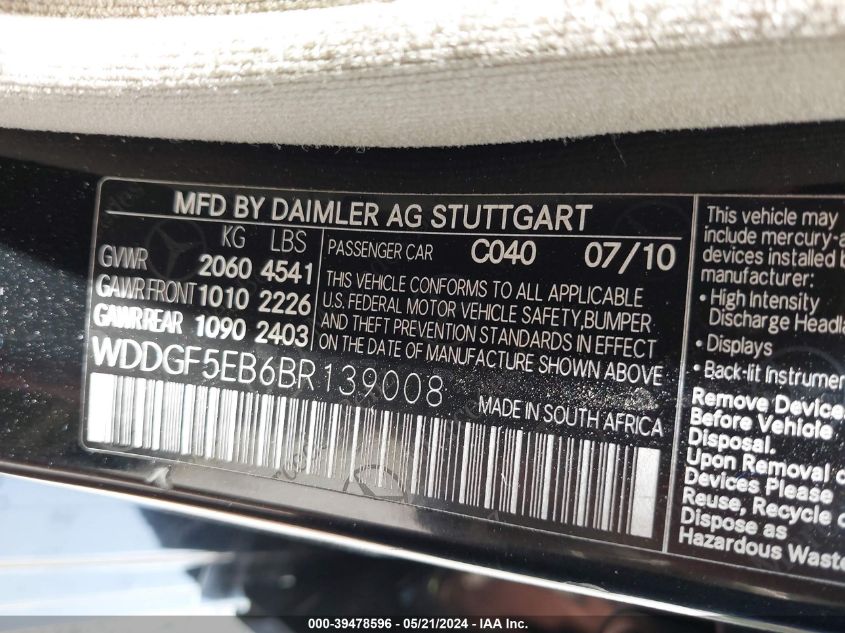 MFD BY DAIMLER AG STUTTGART
KG LBS
GVWR 2060 4541
GAWR FRONT 1010 2226
GAWR REAR 1090 2403
PASSENGER CAR C040 07/10
THIS VEHICLE CONFORMS TO ALL APPLICABLE
U.S. FEDERAL MOTOR VEHICLE SAFETY, BUMPER
AND THEFT PREVENTION STANDARDS IN EFFECT
ON THE DATE OF MANUFACTURE SHOWN ABOVE.
WDDGF5EB6BR139008
MADE IN SOUTH AFRICA
This vehicle may
include mercury-a
devices installed b
manufacturer:
• High Intensity
Discharge Headla
• Displays
• Back-lit Instrumen
Remove Devices
Before Vehicle
Disposal.
Upon Removal o
Devices Please
Reuse, Recycle o
Dispose as
Hazardous Waste
000-39478596 - 05/21/2024 - IAA Inc.